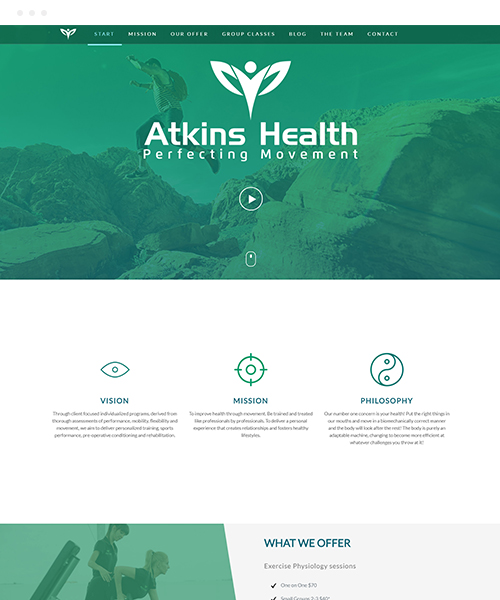 START MISSION OUR OFFER GROUP CLASSES BLOG THE TEAM CONTACT
Atkins Health
Perfecting Movement
VISION
Through client focused individualized programs, derived from
thorough assessments of performance, mobility, flexibility and
movement, we aim to deliver personalized training, sports
performance, pre-operative conditioning and rehabilitation.
MISSION
To improve health through movement. Be trained and treated
like professionals by professionals. To deliver a personal
experience that creates relationships and fosters healthy
lifestyles.
PHILOSOPHY
Our number one concern is your health! Put the right things in
our mouths and move in a biomechanically correct manner
and the body will look after the rest! The body is purely an
adaptable machine, changing to become more efficient at
whatever challenges you throw at it!
WHAT WE OFFER
Exercise Physiology sessions
One on One $70
Small Groups 2-3 $40*